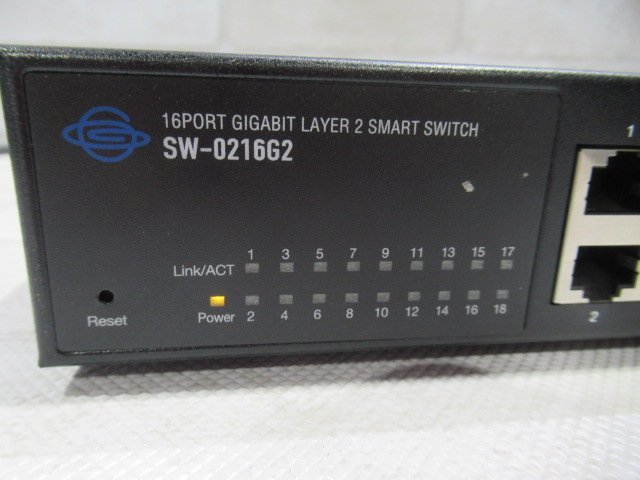 16PORT GIGABIT LAYER 2 SMART SWITCH
SW-0216G2
1
1 3 5 7 9 11 13 15 17
Link/ACT
Reset
Power
2 4 6 8 10 12 14 16 18
2